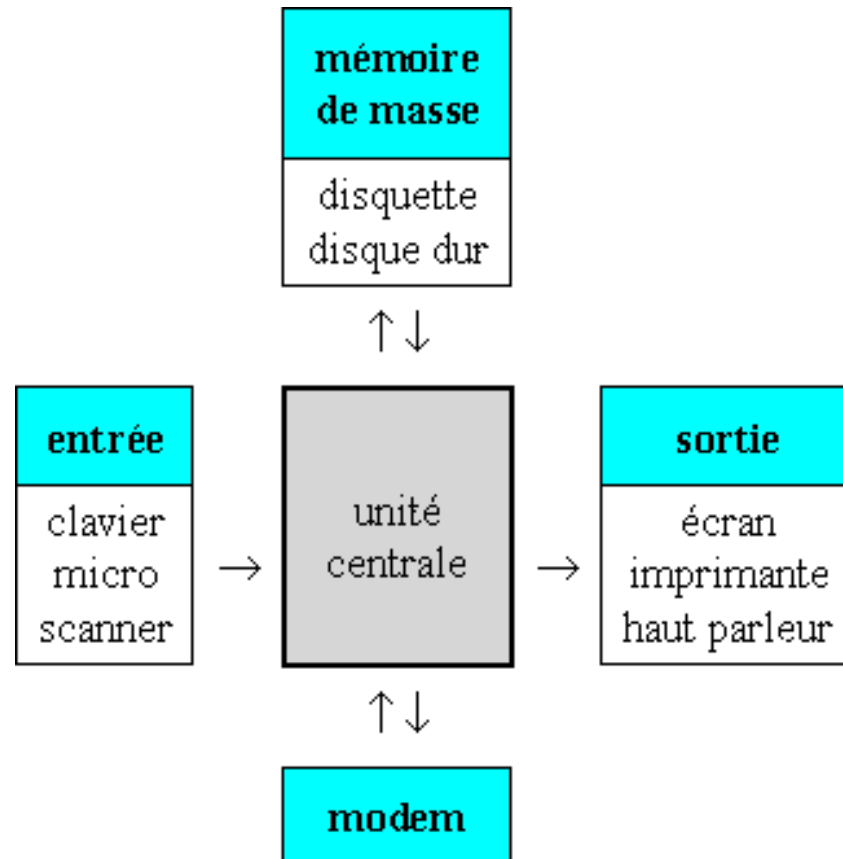 mémoire
de masse
disquette
disque dur
↑↓
entrée
clavier
micro
scanner
→
unité
centrale
→
sortie
écran
imprimante
haut parleur
↑↓
modem